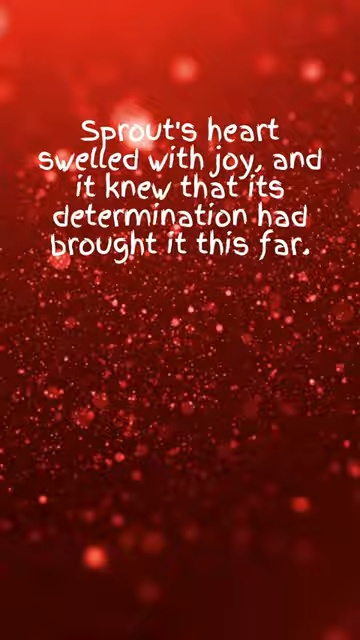 Sprout's heart
swelled with joy, and
it knew that its
determination had
brought it this far.